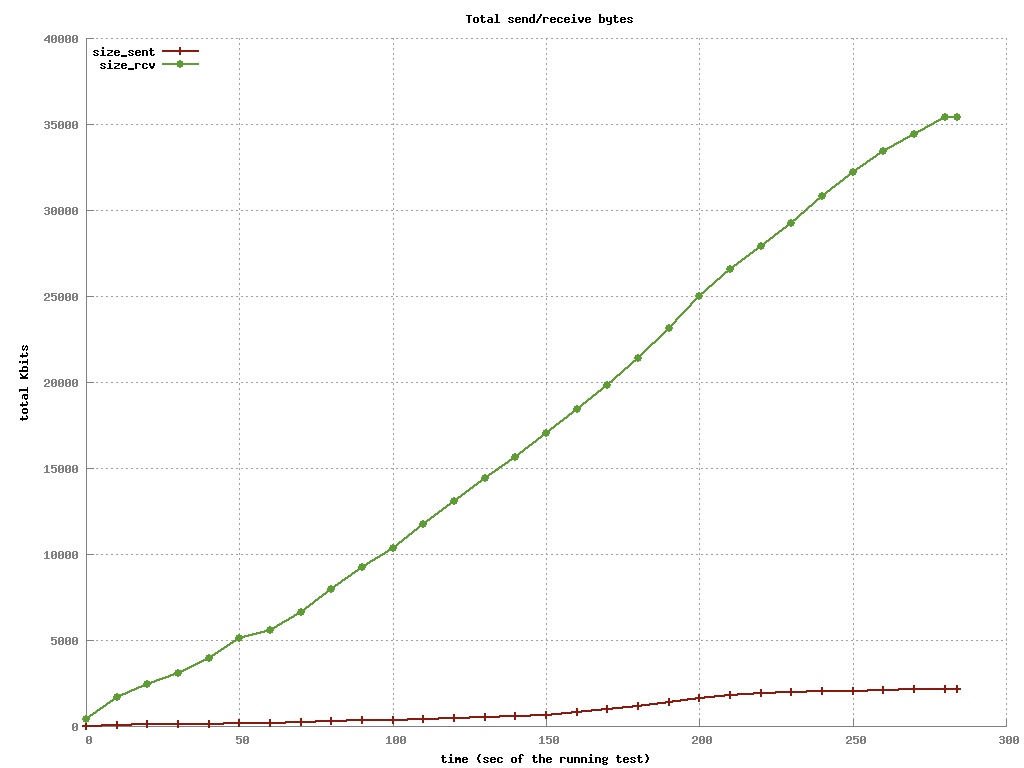 Total send/receive bytes
40000
size_sent
size_rcv
35000
30000
25000
total Kbits
20000
15000
10000
5000
0
0 50 100 150 200 250 300
time (sec of the running test)